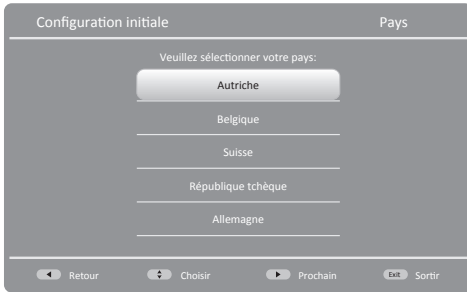 Configuration initiale Pays
Veuillez sélectionner votre pays:
Autriche
Belgique
Suisse
République tchèque
Allemagne
Retour Choisir Prochain Exit Sortir